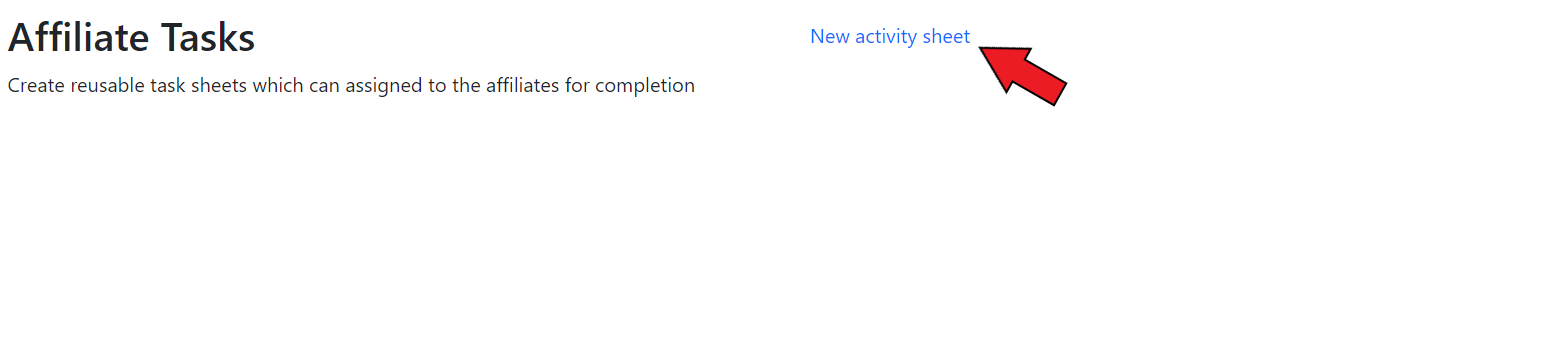 Affiliate Tasks
New activity sheet
Create reusable task sheets which can assigned to the affiliates for completion